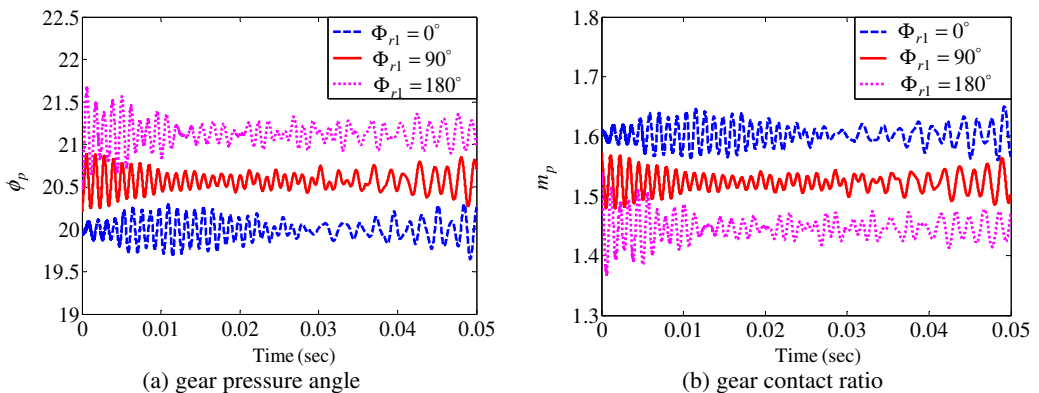 22.5
22
21.5
21
20.5
20
19.5
19
ϕp
0
0.01
0.02
0.03
0.04
0.05
Time (sec)
Φr1 = 0°
Φr1 = 90°
Φr1 = 180°
(a) gear pressure angle
1.8
1.7
1.6
1.5
1.4
1.3
mp
0
0.01
0.02
0.03
0.04
0.05
Time (sec)
Φr1 = 0°
Φr1 = 90°
Φr1 = 180°
(b) gear contact ratio